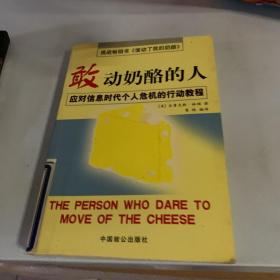 挑战畅销书《谁动了我的奶酪》
敢动奶酪的人
应对信息时代个人危机的行动教程
THE PERSON WHO DARE TO
MOVE OF THE CHEESE
中国致公出版社